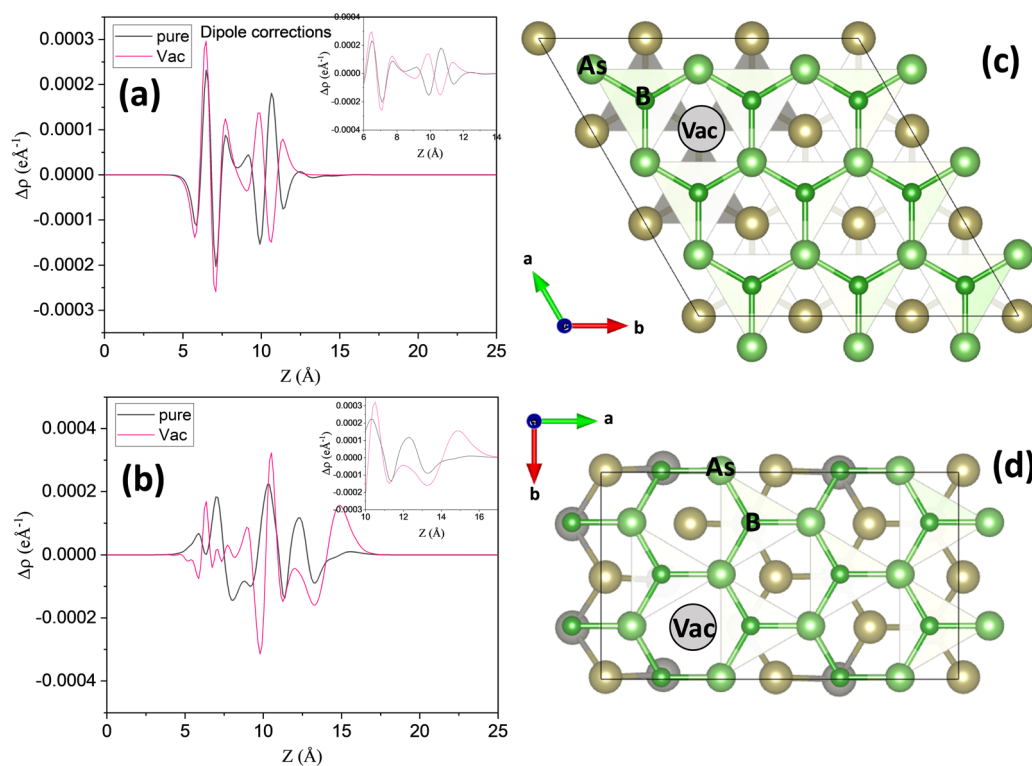 pure
Vac
Dipole corrections
(a)
Δρ (eÅ⁻¹)
0.0003
0.0002
0.0001
0.0000
-0.0001
-0.0002
-0.0003
0 5 10 15 20 25
Z (Å)
Δρ (eÅ⁻¹)
0.0004
0.0002
0.0000
-0.0002
-0.0004
6 8 10 12 14
Z (Å)
(c)
As
B
Vac
a
b
pure
Vac
(b)
Δρ (eÅ⁻¹)
0.0004
0.0002
0.0000
-0.0002
-0.0004
0 5 10 15 20 25
Z (Å)
Δρ (eÅ⁻¹)
0.0004
0.0003
0.0002
0.0001
0.0000
-0.0001
-0.0002
-0.0003
10 12 14 16
Z (Å)
a
b
(d)
As
B
Vac